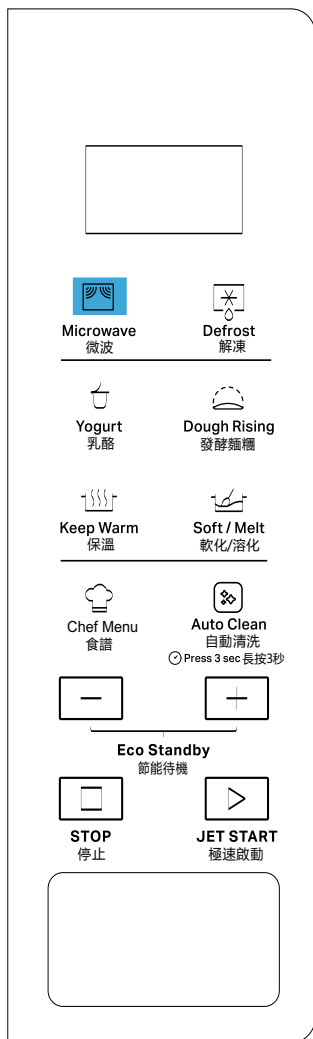 Microwave Defrost
微波 解凍
Yogurt Dough Rising
乳酪 發酵麵糰
Keep Warm Soft / Melt
保溫 軟化/溶化
Chef Menu Auto Clean
食譜 自動清洗
Press 3 sec 長按3秒
Eco Standby
節能待機
STOP JET START
停止 極速啟動